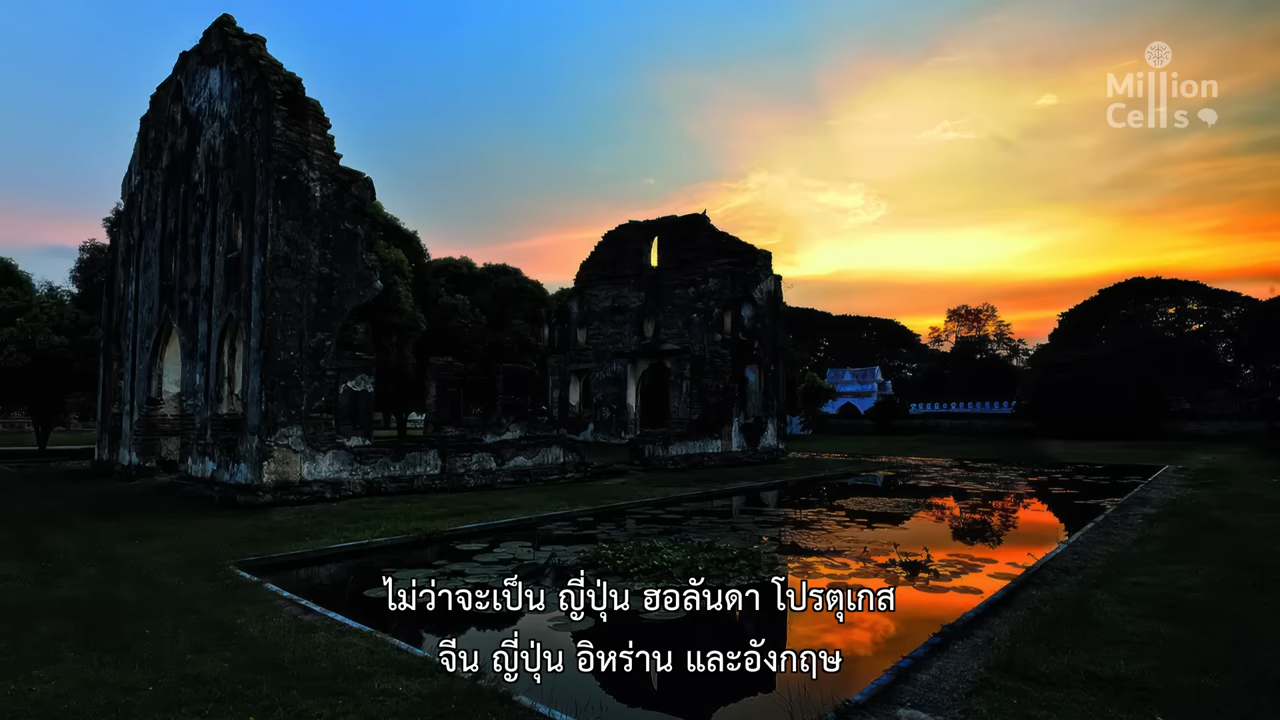 Million
Cells
ไม่ว่าจะเป็น ญี่ปุ่น ฮอลันดา โปรตุเกส
จีน ญี่ปุ่น อิหร่าน และอังกฤษ